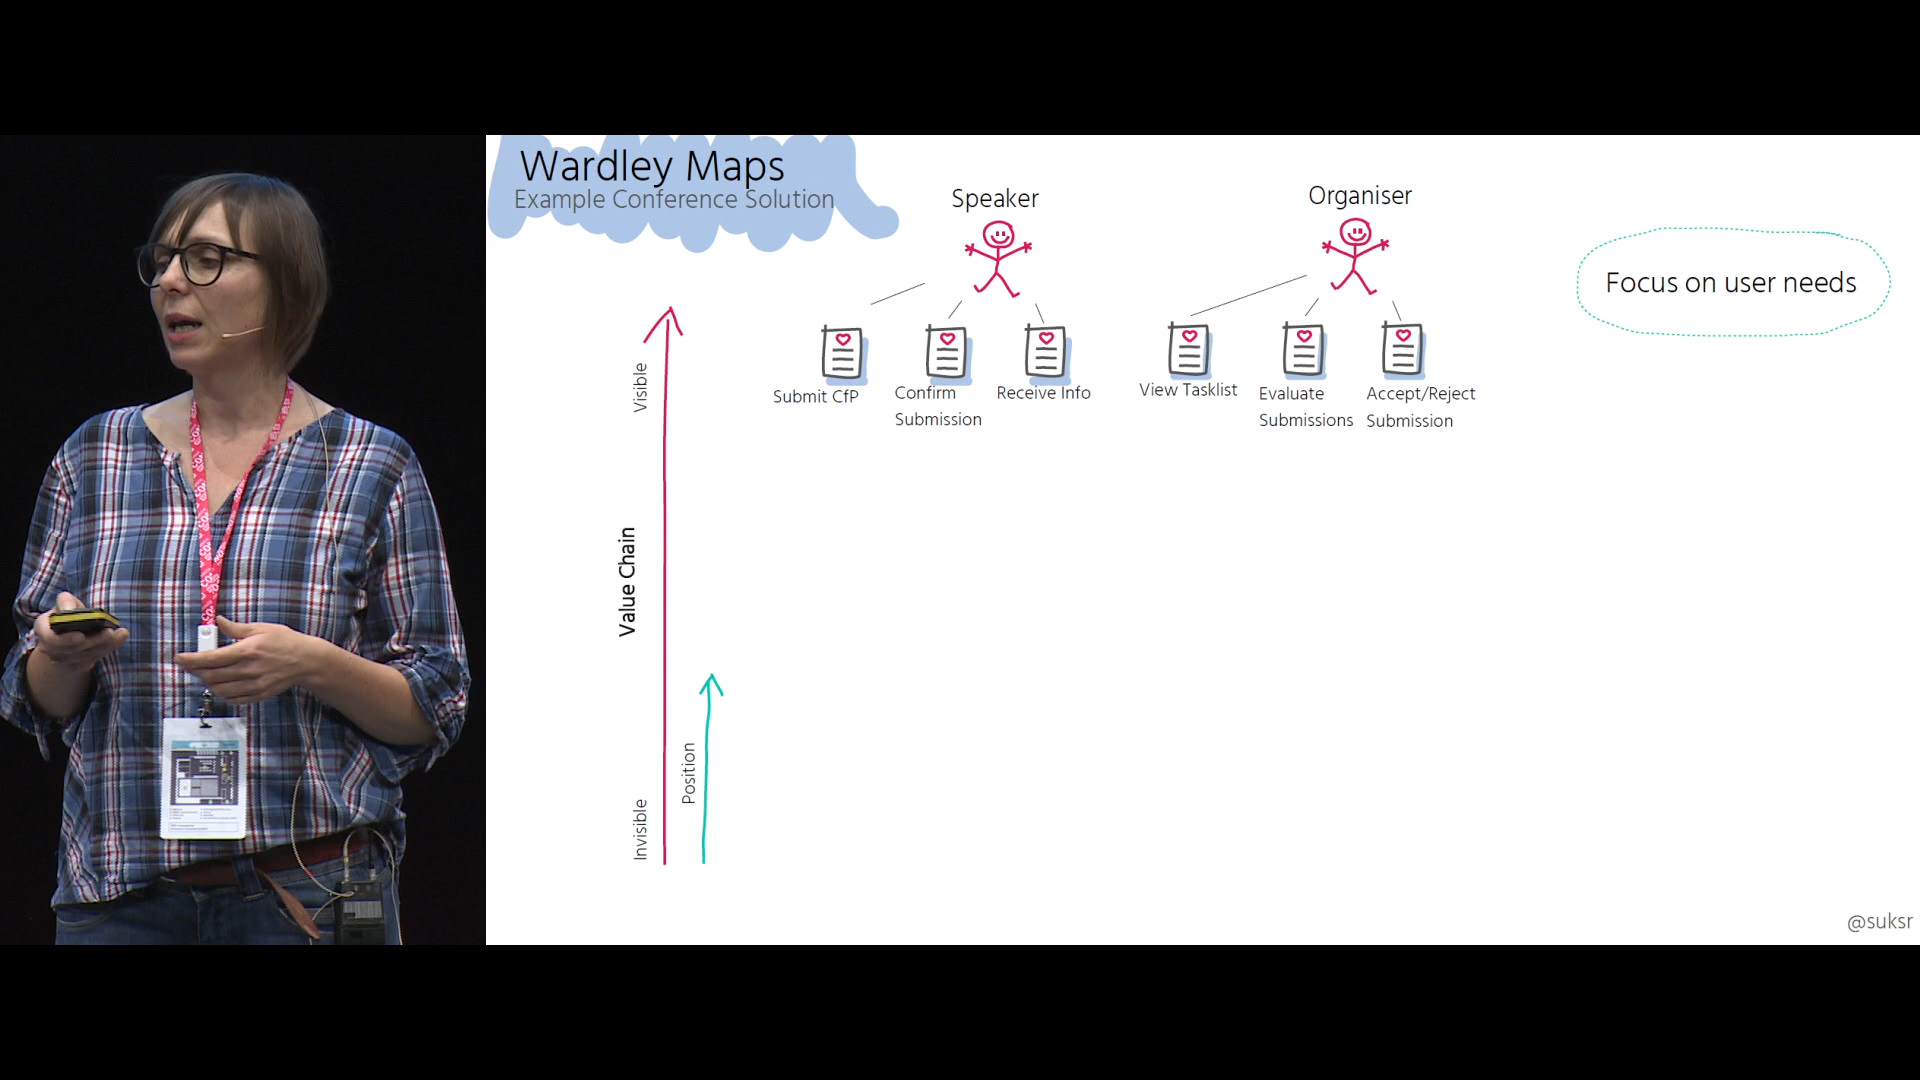 Wardley Maps
Example Conference Solution
Speaker
Organiser
Focus on user needs
Submit CfP
Confirm
Submission
Receive Info
View Tasklist
Evaluate
Submissions
Accept/Reject
Submission
Visible
Value Chain
Position
Invisible
@suksr